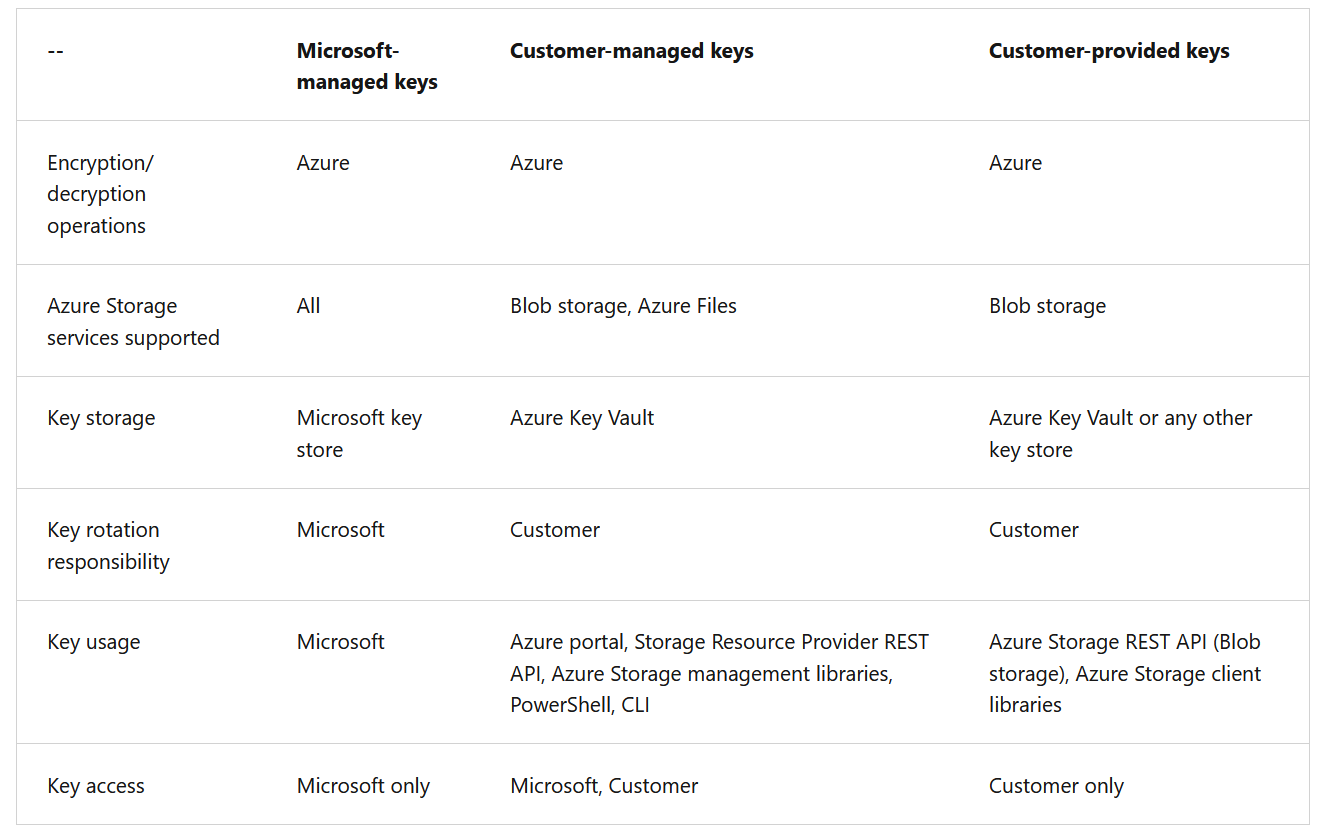 -- Microsoft- Customer-managed keys Customer-provided keys
managed keys
Encryption/ Azure Azure Azure
decryption
operations
Azure Storage All Blob storage, Azure Files Blob storage
services supported
Key storage Microsoft key Azure Key Vault Azure Key Vault or any other
store key store
Key rotation Microsoft Customer Customer
responsibility
Key usage Microsoft Azure portal, Storage Resource Provider REST Azure Storage REST API (Blob
API, Azure Storage management libraries, storage), Azure Storage client
PowerShell, CLI libraries
Key access Microsoft only Microsoft, Customer Customer only